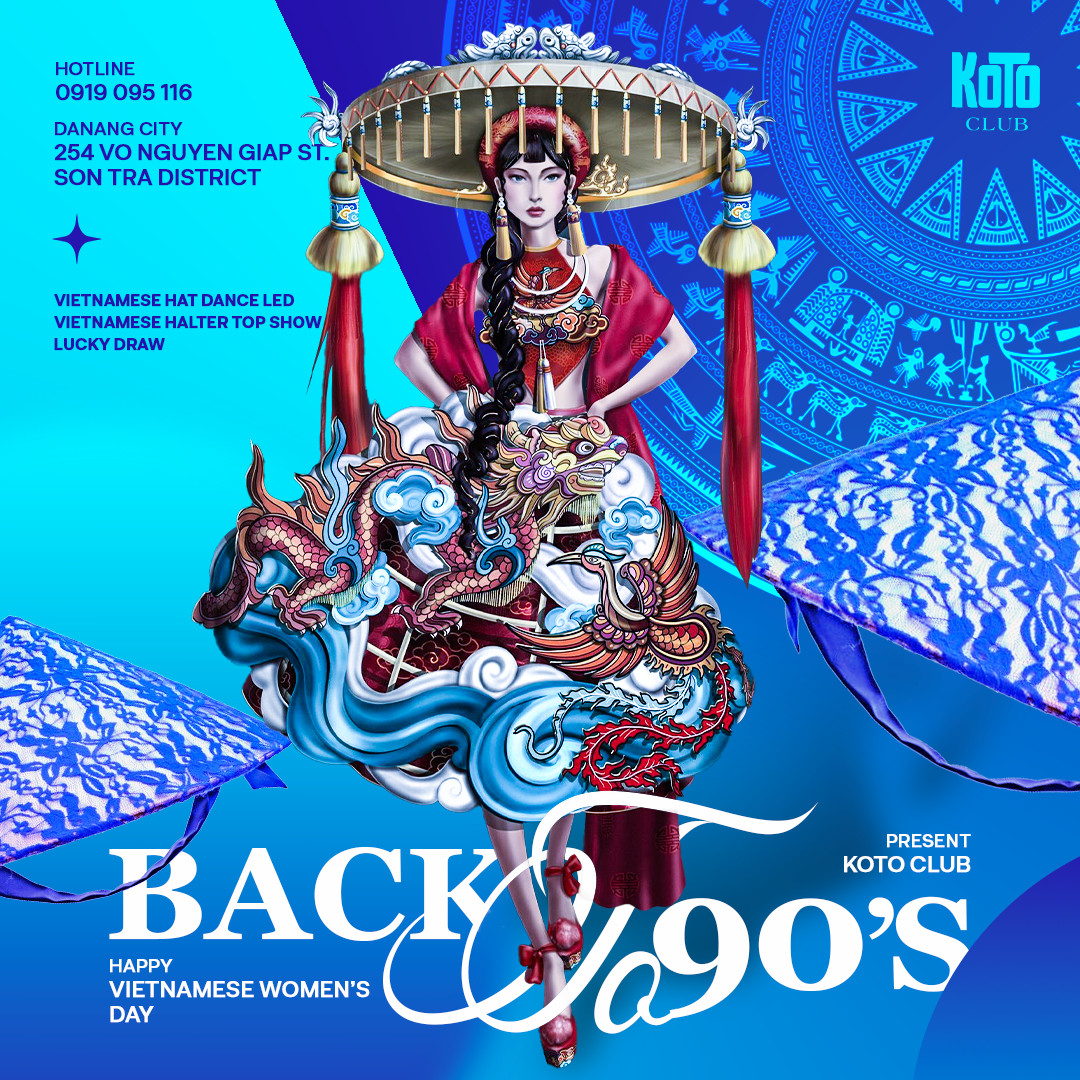 HOTLINE
0919 095 116
DANANG CITY
254 VO NGUYEN GIAP ST.
SON TRA DISTRICT
VIETNAMESE HAT DANCE LED
VIETNAMESE HALTER TOP SHOW
LUCKY DRAW
KOTO
CLUB
PRESENT
KOTO CLUB
BACK To 90'S
HAPPY
VIETNAMESE WOMEN'S
DAY